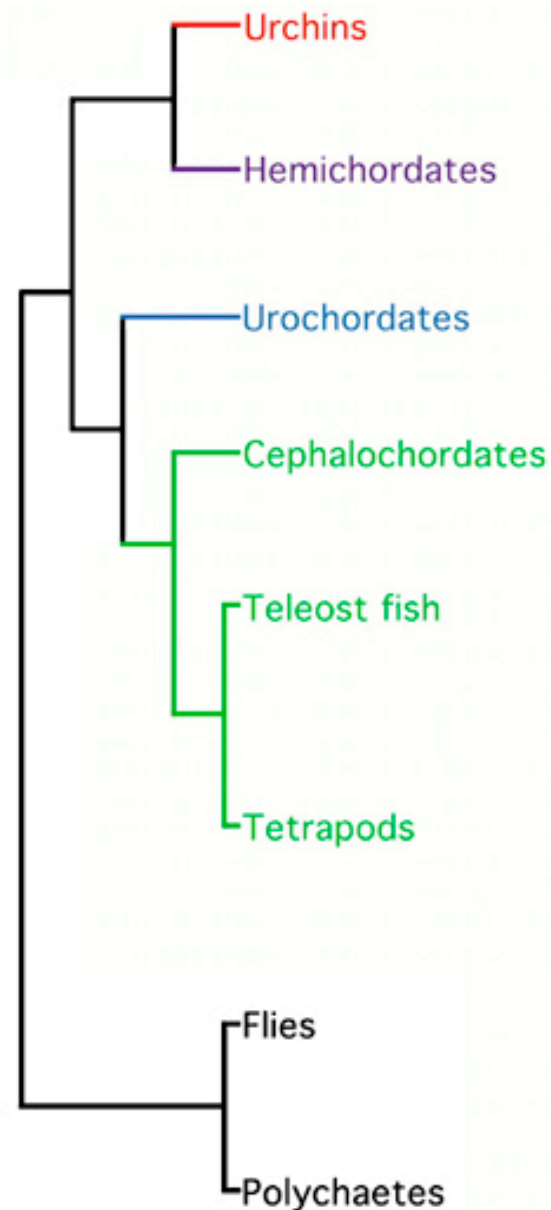 Urchins
Hemichordates
Urochordates
Cephalochordates
Teleost fish
Tetrapods
Flies
Polychaetes